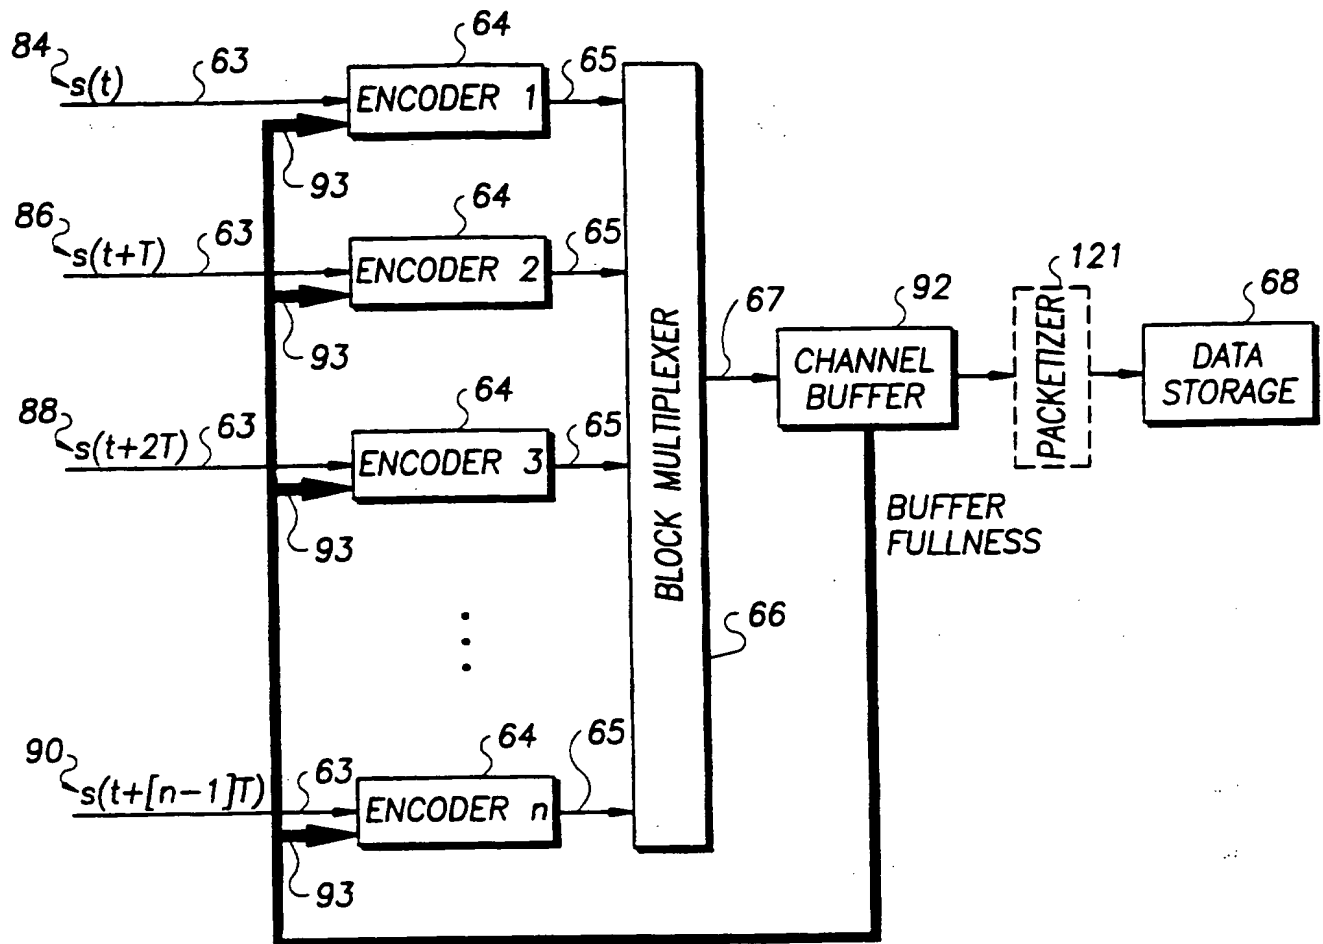 84
s(t)
63
64
ENCODER 1
65
93
86
s(t+T)
63
64
ENCODER 2
65
93
88
s(t+2T)
63
64
ENCODER 3
65
93
90
s(t+[n-1]T)
63
64
ENCODER n
65
93
BLOCK MULTIPLEXER
66
67
92
CHANNEL
BUFFER
BUFFER
FULLNESS
121
PACKETIZER
68
DATA
STORAGE